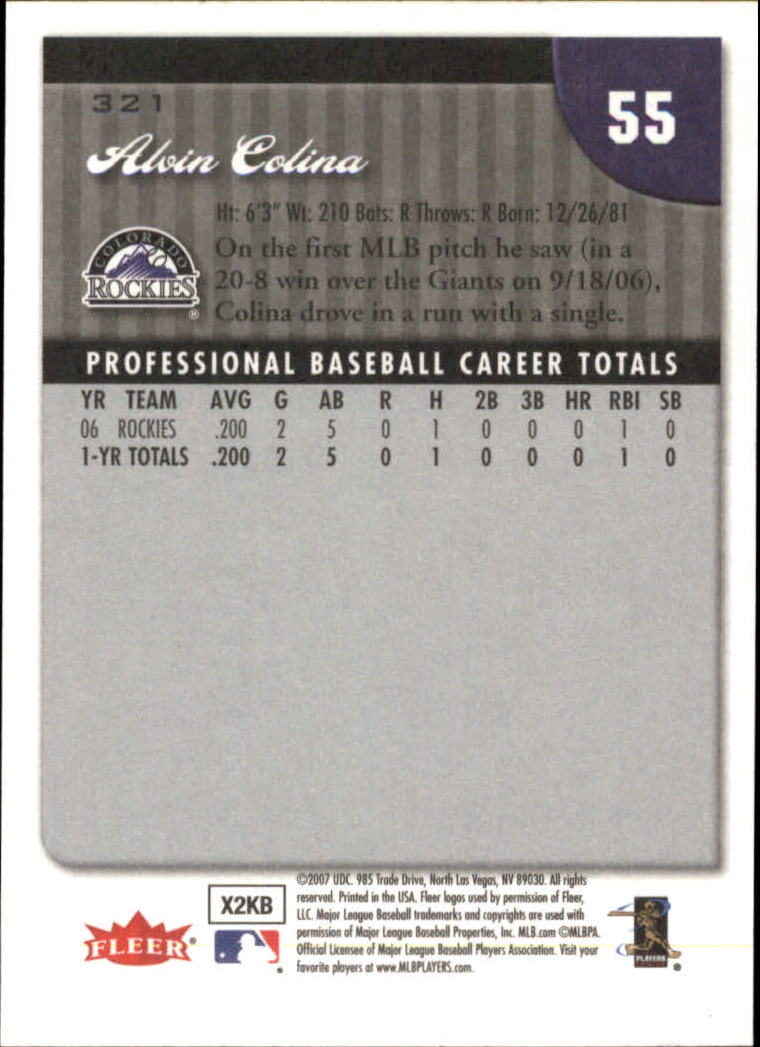 321
55
Alvin Colina
Ht: 6'3" Wt: 210 Bats: R Throws: R Born: 12/26/81
COLORADO
ROCKIES
®
On the first MLB pitch he saw (in a
20-8 win over the Giants on 9/18/06),
Colina drove in a run with a single.
PROFESSIONAL BASEBALL CAREER TOTALS
YR TEAM AVG G AB R H 2B 3B HR RBI SB
06 ROCKIES .200 2 5 0 1 0 0 0 1 0
1-YR TOTALS .200 2 5 0 1 0 0 0 1 0
FLEER®
X2KB
©2007 UDC. 985 Trade Drive, North Las Vegas, NV 89030. All rights
reserved. Printed in the USA. Fleer logos used by permission of Fleer,
LLC. Major League Baseball trademarks and copyrights are used with
permission of Major League Baseball Properties, Inc. MLB.com ©MLBPA
Official Licensee of Major League Baseball Players Association. Visit your
favorite players at www.MLBPLAYERS.com.
PLAYERS